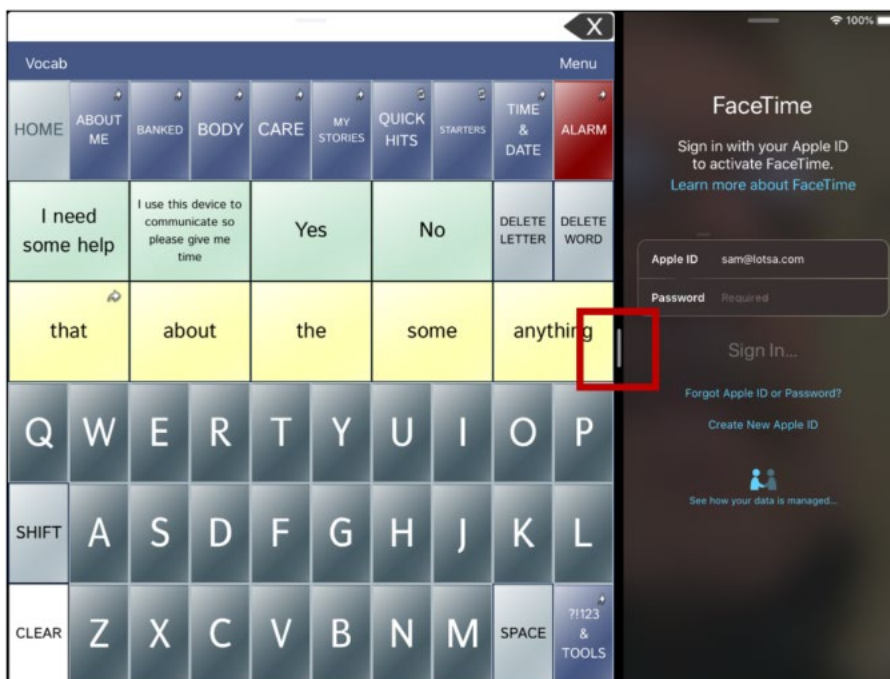 X
100%
Vocab
Menu
HOME
ABOUT
ME
BANKED
BODY
CARE
MY
STORIES
QUICK
HITS
STARTERS
TIME
&
DATE
ALARM
I need
some help
I use this device to
communicate so
please give me
time
Yes
No
DELETE
LETTER
DELETE
WORD
that
about
the
some
anything
Q W E R T Y U I O P
SHIFT A S D F G H J K L
CLEAR Z X C V B N M SPACE
?!123
&
TOOLS
FaceTime
Sign in with your Apple ID
to activate FaceTime.
Learn more about FaceTime
Apple ID sam@lotsa.com
Password Required
Sign In...
Forgot Apple ID or Password?
Create New Apple ID
See how your data is managed...